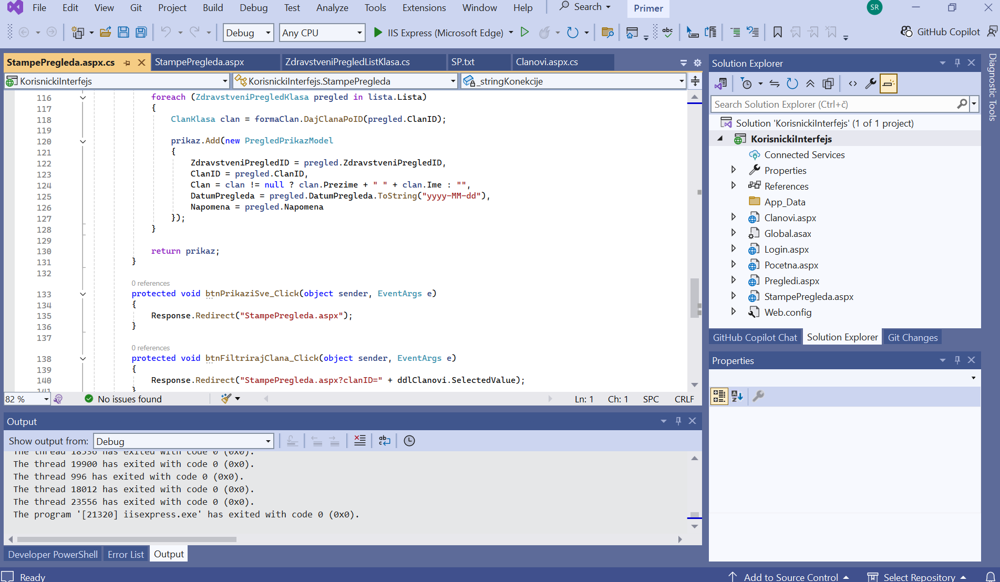 File Edit View Git Project Build Debug Test Analyze Tools Extensions Window Help Search Primer SR
Debug Any CPU IIS Express (Microsoft Edge) abc GitHub Copilot
StampePregleda.aspx.cs StampePregleda.aspx ZdravstveniPregledListKlasa.cs SP.txt Clanovi.aspx.cs
KorisnickiInterfejs KorisnickiInterfejs.StampePregleda _stringKonekcije
116 foreach (ZdravstveniPregledKlasa pregled in lista.Lista)
117 {
118 ClanKlasa clan = formaClan.DajClanaPoID(pregled.ClanID);
119
120 prikaz.Add(new PregledPrikazModel
121 {
122 ZdravstveniPregledID = pregled.ZdravstveniPregledID,
123 ClanID = pregled.ClanID,
124 Clan = clan != null ? clan.Prezime + " " + clan.Ime : "",
125 DatumPregleda = pregled.DatumPregleda.ToString("yyyy-MM-dd"),
126 Napomena = pregled.Napomena
127 });
128 }
129
130 return prikaz;
131 }
132
0 references
133 protected void btnPrikaziSve_Click(object sender, EventArgs e)
134 {
135 Response.Redirect("StampePregleda.aspx");
136 }
137
0 references
138 protected void btnFiltrirajClana_Click(object sender, EventArgs e)
139 {
140 Response.Redirect("StampePregleda.aspx?clanID=" + ddlClanovi.SelectedValue);
141 }
82 % No issues found Ln: 1 Ch: 1 SPC CRLF
Output
Show output from: Debug
The thread 18536 has exited with code 0 (0x0).
The thread 19900 has exited with code 0 (0x0).
The thread 996 has exited with code 0 (0x0).
The thread 18012 has exited with code 0 (0x0).
The thread 23556 has exited with code 0 (0x0).
The program '[21320] iisexpress.exe' has exited with code 0 (0x0).
Developer PowerShell Error List Output
Solution Explorer
Search Solution Explorer (Ctrl+č)
Solution 'KorisnickiInterfejs' (1 of 1 project)
KorisnickiInterfejs
Connected Services
Properties
References
App_Data
Clanovi.aspx
Global.asax
Login.aspx
Pocetna.aspx
Pregledi.aspx
StampePregleda.aspx
Web.config
GitHub Copilot Chat Solution Explorer Git Changes
Properties
Diagnostic Tools
Ready Add to Source Control Select Repository